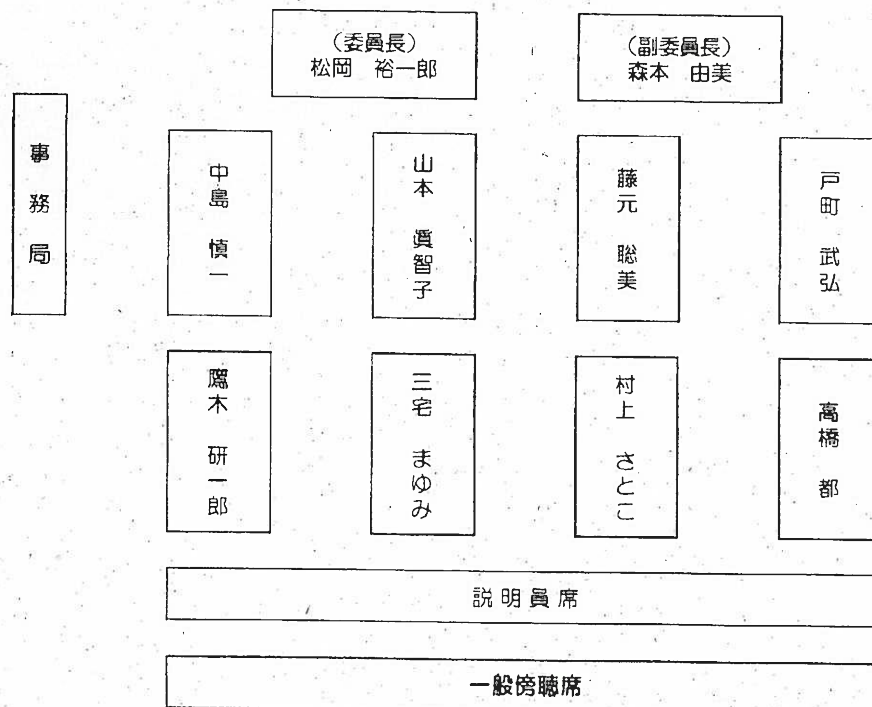 (委員長)
松岡 裕一郎
(副委員長)
森本 由美
事務局
中島 慎一
山本 眞智子
藤元 聡美
戸町 武弘
鷹木 研一郎
三宅 まゆみ
村上 さとこ
高橋 都
説明員席
一般傍聴席